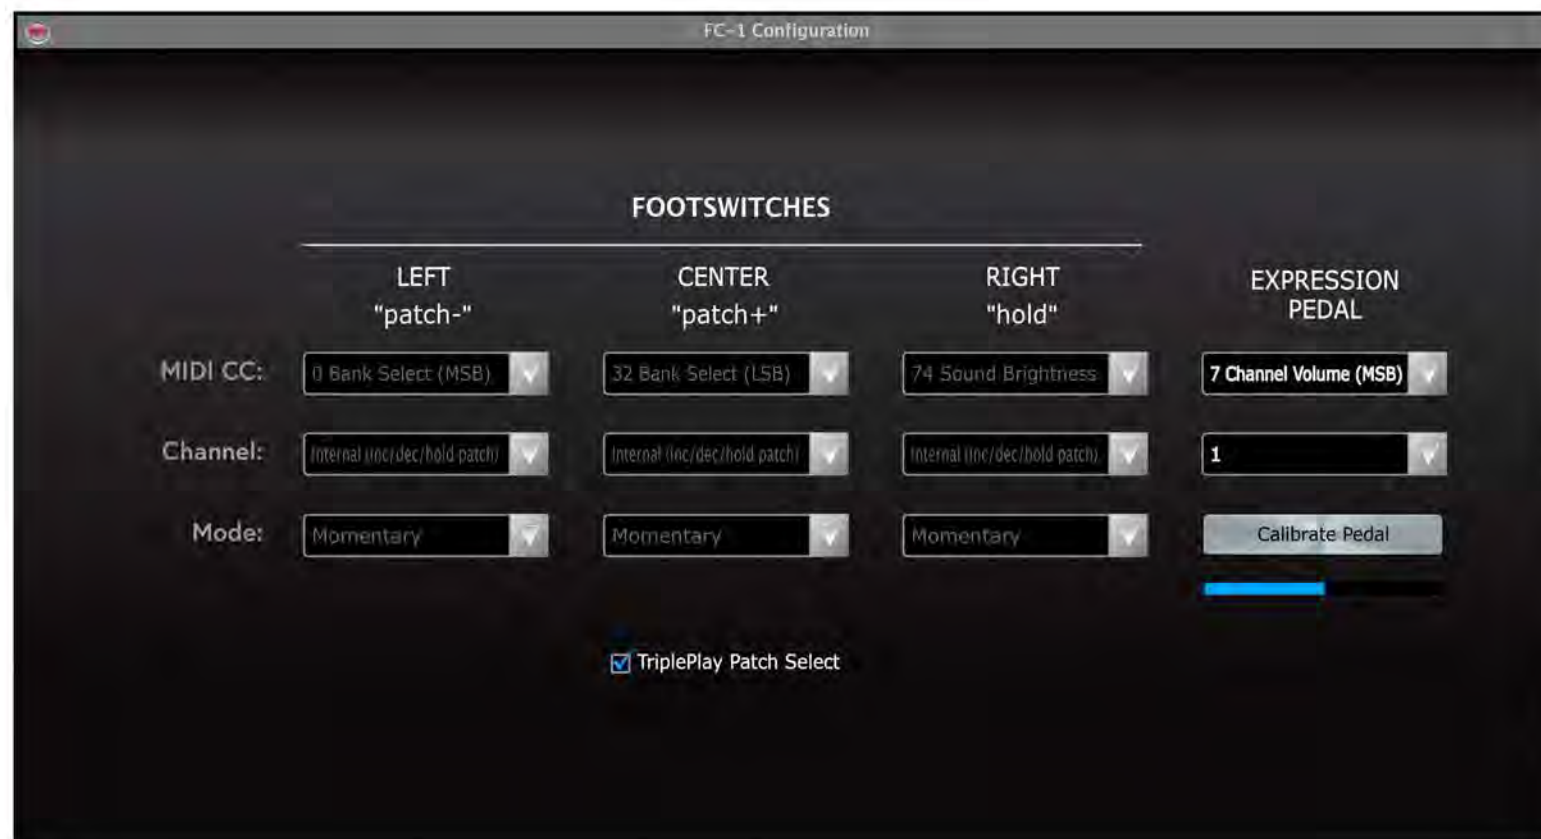 FC-1 Configuration
FOOTSWITCHES
LEFT CENTER RIGHT EXPRESSION
"patch-" "patch+" "hold" PEDAL
MIDI CC: 0 Bank Select (MSB) 32 Bank Select (LSB) 74 Sound Brightness 7 Channel Volume (MSB)
Channel: Internal (inc/dec/hold patch) Internal (inc/dec/hold patch) Internal (inc/dec/hold patch) 1
Mode: Momentary Momentary Momentary Calibrate Pedal
TriplePlay Patch Select